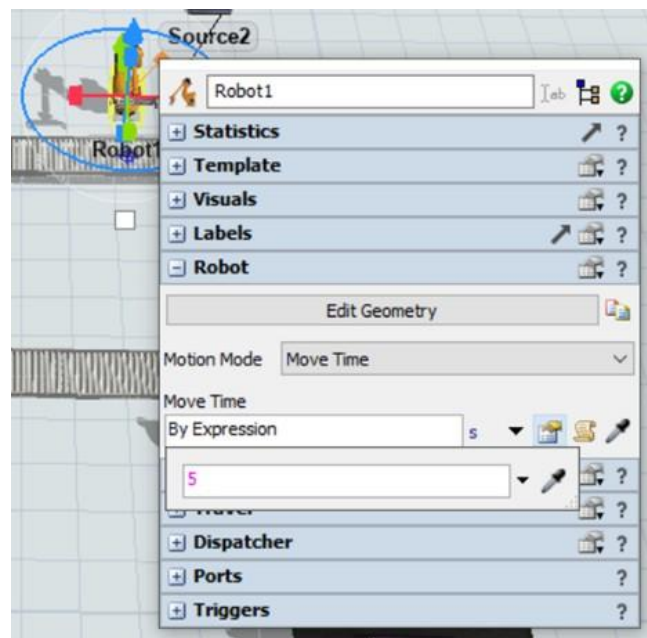 Source2
Robot1
Robot1
Statistics
Template
Visuals
Labels
Robot
Edit Geometry
Motion Mode Move Time
Move Time
By Expression s
5
Travel
Dispatcher
Ports
Triggers